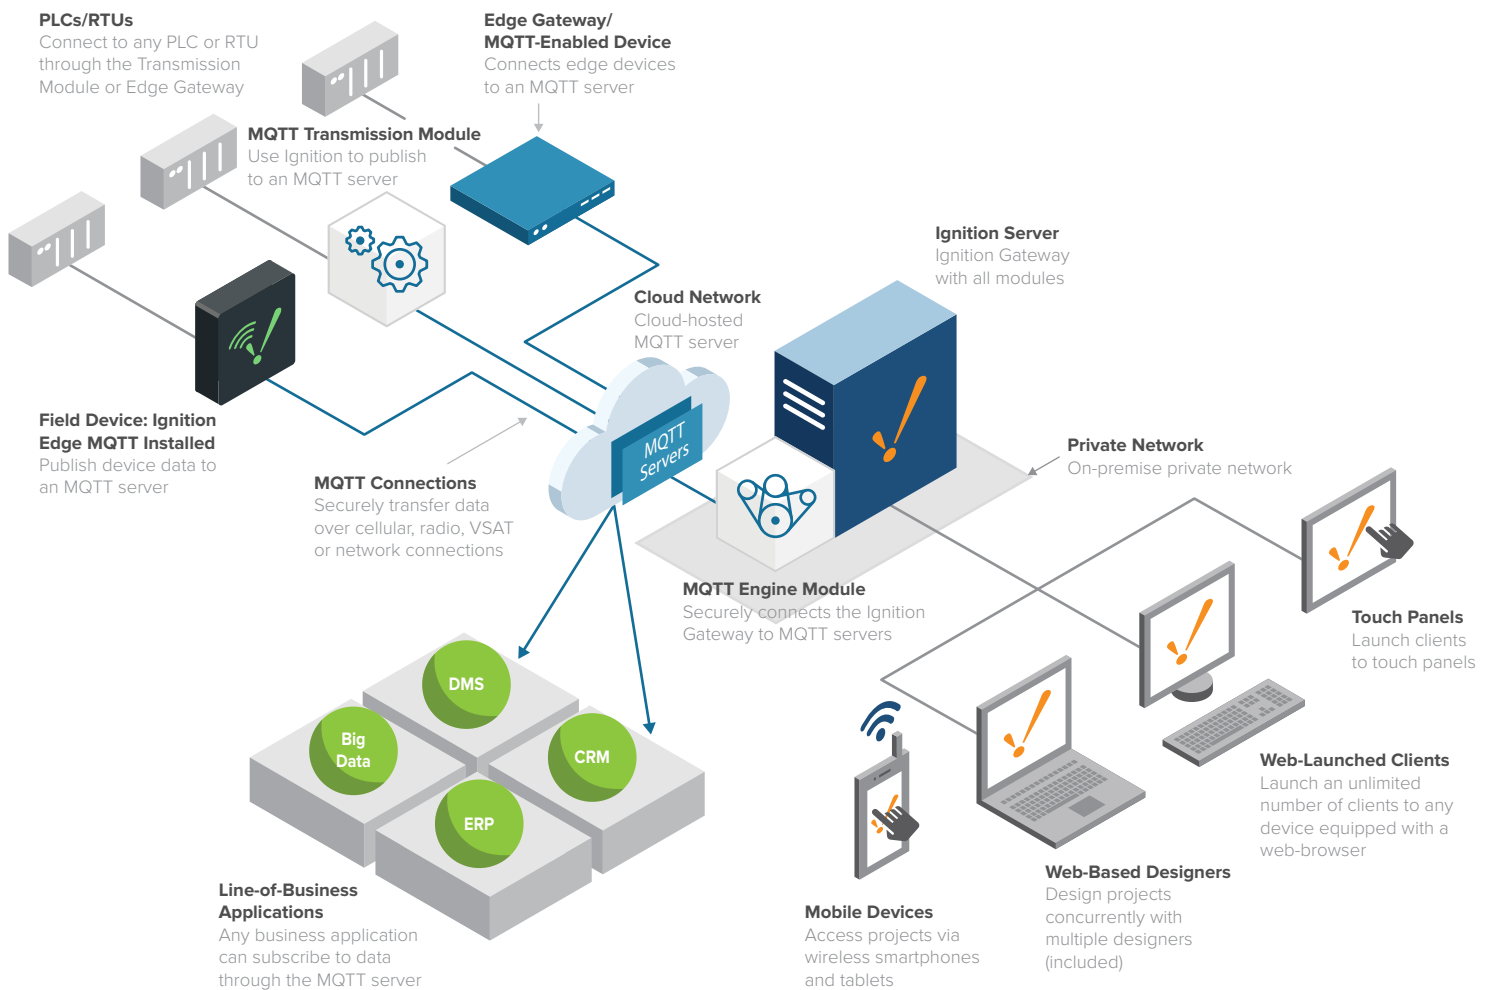 PLCs/RTUs
Connect to any PLC or RTU
through the Transmission
Module or Edge Gateway
Edge Gateway/
MQTT-Enabled Device
Connects edge devices
to an MQTT server
MQTT Transmission Module
Use Ignition to publish
to an MQTT server
Ignition Server
Ignition Gateway
with all modules
Cloud Network
Cloud-hosted
MQTT server
Field Device: Ignition
Edge MQTT Installed
Publish device data to
an MQTT server
MQTT
Servers
MQTT Connections
Securely transfer data
over cellular, radio, VSAT
or network connections
Private Network
On-premise private network
MQTT Engine Module
Securely connects the Ignition
Gateway to MQTT servers
Touch Panels
Launch clients
to touch panels
DMS
Big
Data
CRM
ERP
Web-Launched Clients
Launch an unlimited
number of clients to any
device equipped with a
web-browser
Web-Based Designers
Design projects
concurrently with
multiple designers
(included)
Mobile Devices
Access projects via
wireless smartphones
and tablets
Line-of-Business
Applications
Any business application
can subscribe to data
through the MQTT server